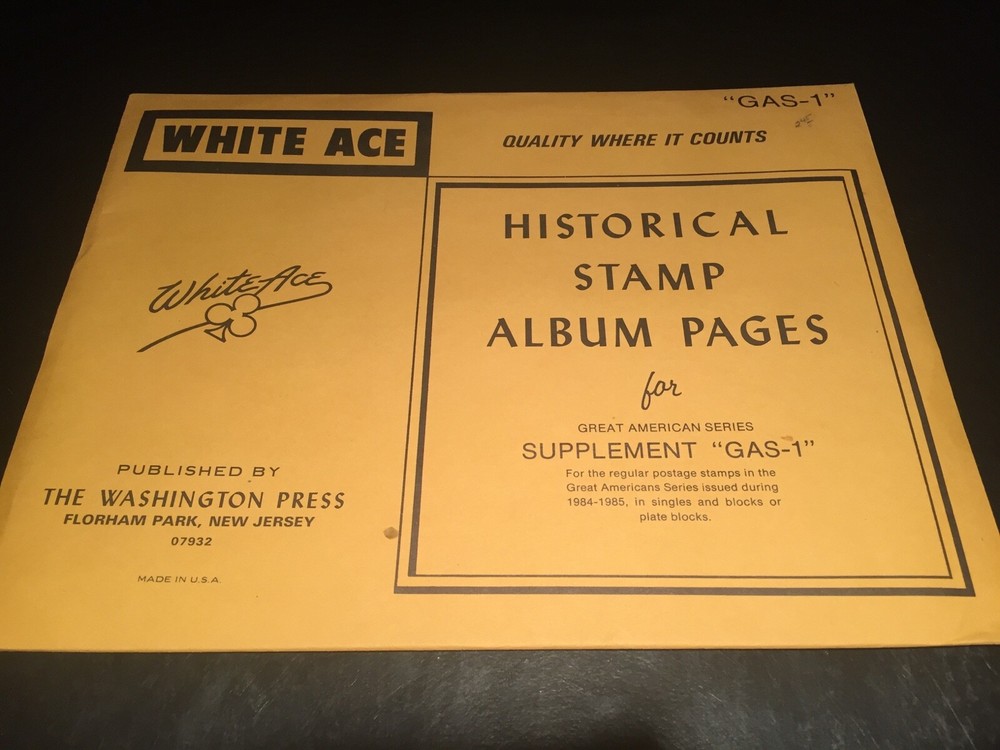 "GAS-1"
WHITE ACE
QUALITY WHERE IT COUNTS
White Ace
HISTORICAL
STAMP
ALBUM PAGES
for
GREAT AMERICAN SERIES
SUPPLEMENT "GAS-1"
For the regular postage stamps in the
Great Americans Series issued during
1984-1985, in singles and blocks or
plate blocks.
PUBLISHED BY
THE WASHINGTON PRESS
FLORHAM PARK, NEW JERSEY
07932
MADE IN U.S.A.